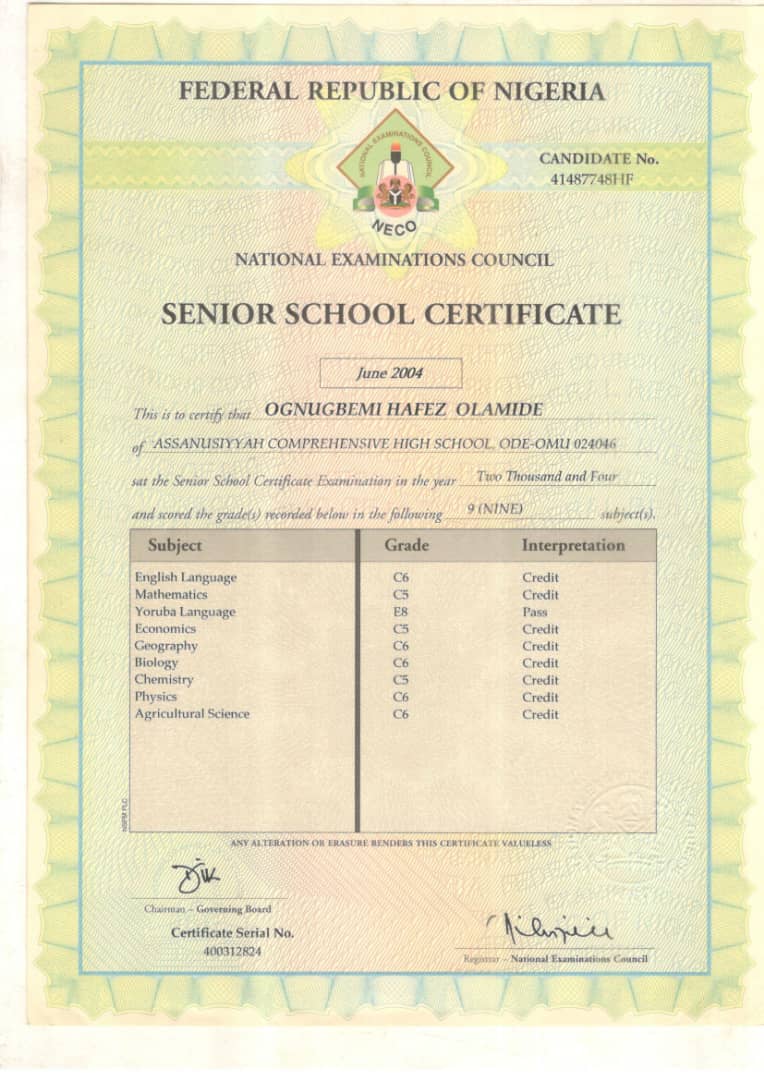 FEDERAL REPUBLIC OF NIGERIA
NATIONAL EXAMINATIONS COUNCIL
NECO
CANDIDATE No.
41487748HF
NATIONAL EXAMINATIONS COUNCIL
SENIOR SCHOOL CERTIFICATE
June 2004
This is to certify that OGNUGBEMI HAFEZ OLAMIDE
of ASSANUSIYYAH COMPREHENSIVE HIGH SCHOOL, ODE-OMU 024046
sat the Senior School Certificate Examination in the year Two Thousand and Four
and scored the grade(s) recorded below in the following 9 (NINE) subject(s).
Subject Grade Interpretation
English Language C6 Credit
Mathematics C5 Credit
Yoruba Language E8 Pass
Economics C5 Credit
Geography C6 Credit
Biology C6 Credit
Chemistry C5 Credit
Physics C6 Credit
Agricultural Science C6 Credit
NSPM PLC
ANY ALTERATION OR ERASURE RENDERS THIS CERTIFICATE VALUELESS
Chairman – Governing Board
Certificate Serial No.
400312824
Registrar – National Examinations Council